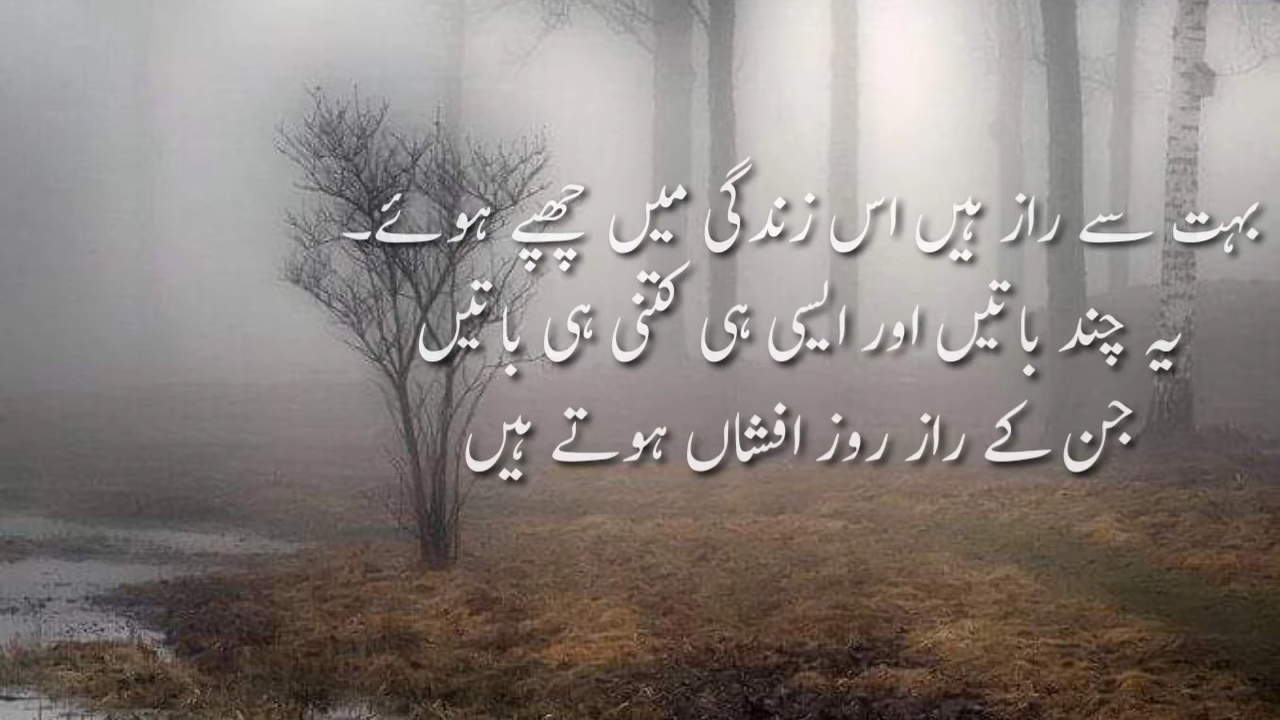 بہت سے راز ہیں اس زندگی میں چھپے ہوئے۔
یہ چند باتیں اور ایسی ہی کتنی ہی باتیں
جن کے راز روز افشاں ہوتے ہیں